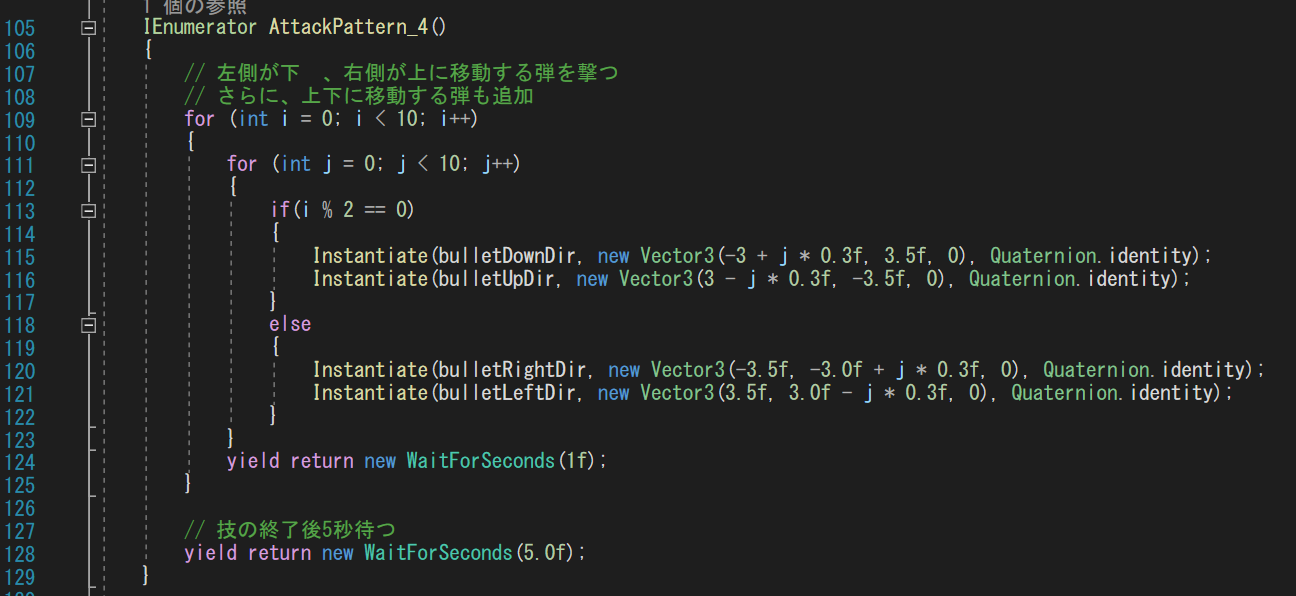 1 個の参照
105 IEnumerator AttackPattern_4()
106 {
107 // 左側が下　、右側が上に移動する弾を撃つ
108 // さらに、上下に移動する弾も追加
109 for (int i = 0; i < 10; i++)
110 {
111 for (int j = 0; j < 10; j++)
112 {
113 if(i % 2 == 0)
114 {
115 Instantiate(bulletDownDir, new Vector3(-3 + j * 0.3f, 3.5f, 0), Quaternion.identity);
116 Instantiate(bulletUpDir, new Vector3(3 - j * 0.3f, -3.5f, 0), Quaternion.identity);
117 }
118 else
119 {
120 Instantiate(bulletRightDir, new Vector3(-3.5f, -3.0f + j * 0.3f, 0), Quaternion.identity);
121 Instantiate(bulletLeftDir, new Vector3(3.5f, 3.0f - j * 0.3f, 0), Quaternion.identity);
122 }
123 }
124 yield return new WaitForSeconds(1f);
125 }
126
127 // 技の終了後5秒待つ
128 yield return new WaitForSeconds(5.0f);
129 }